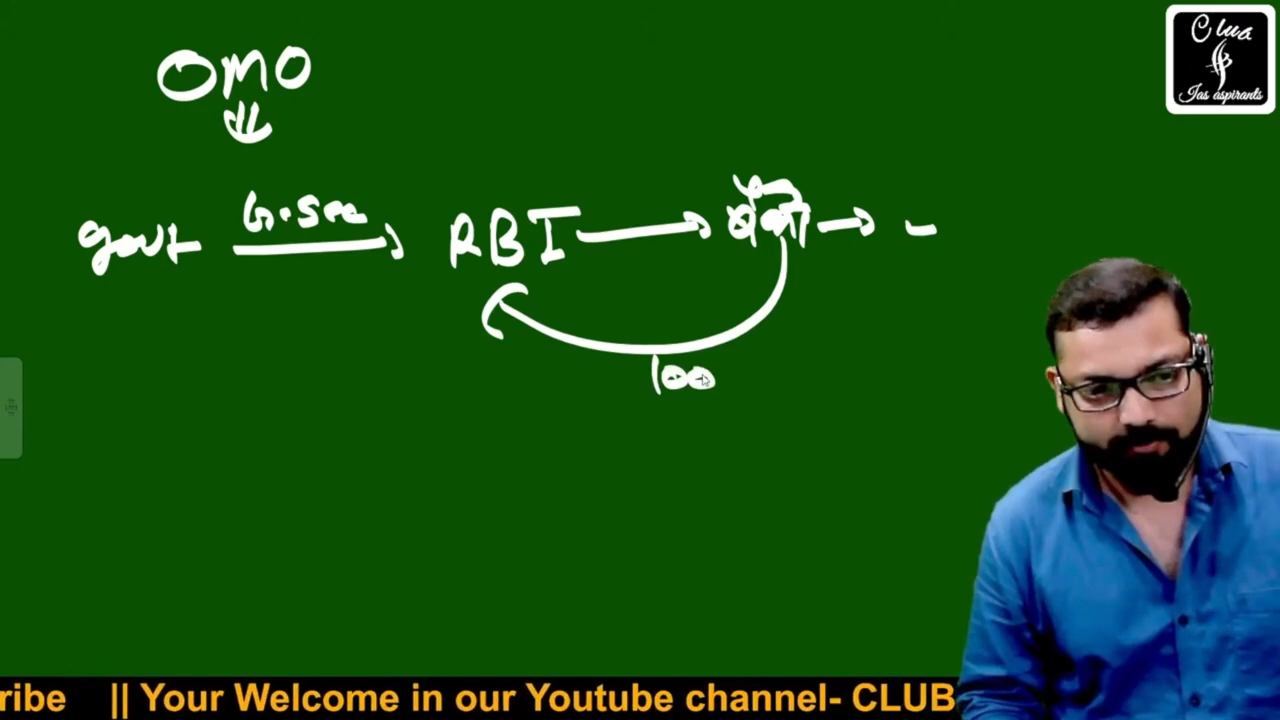 OMO
govt G-Sec RBI बैंकों
100
Club
Ias aspirants
ribe || Your Welcome in our Youtube channel- CLUB